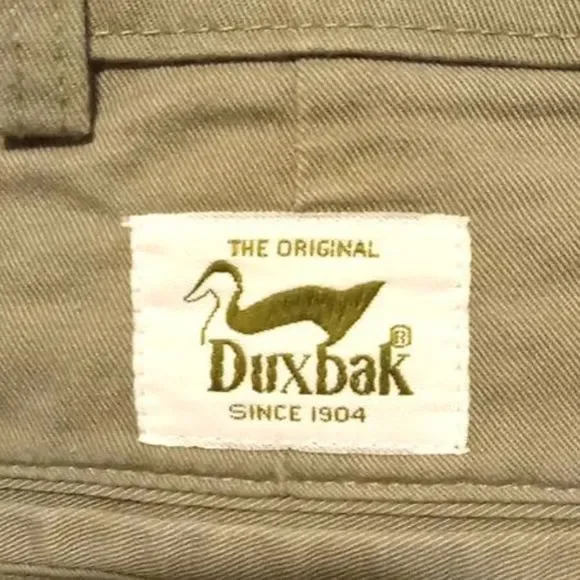 THE ORIGINAL
Duxbak®
SINCE 1904